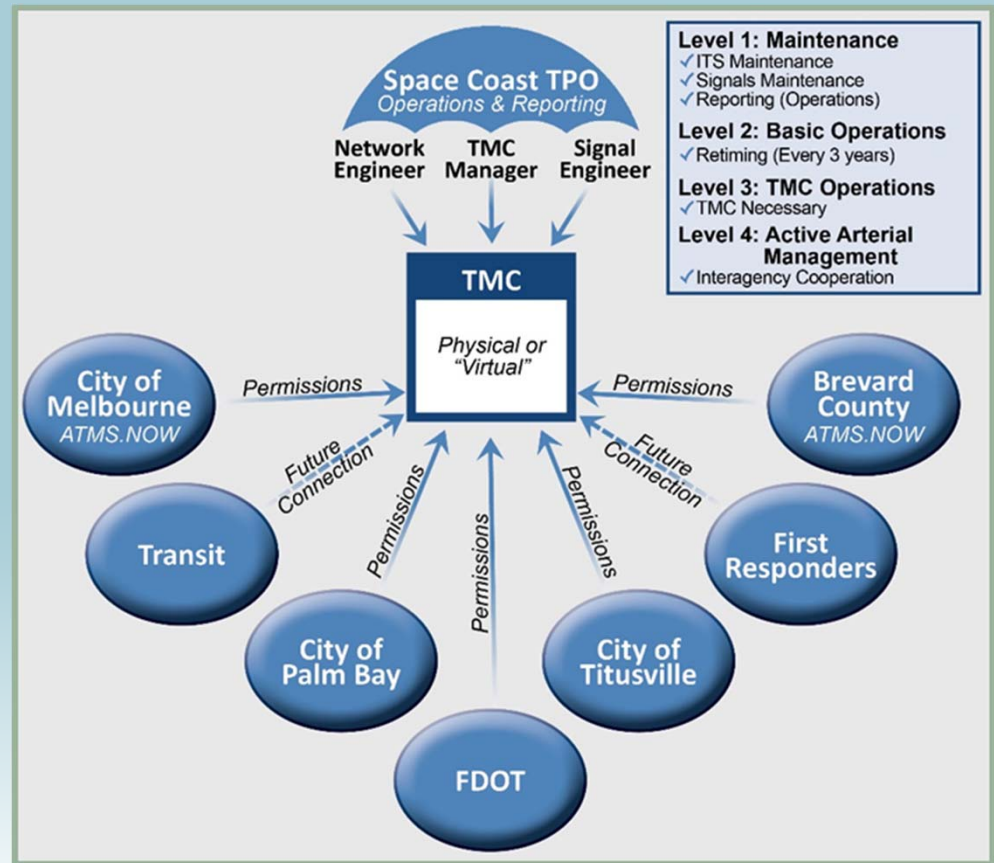 Space Coast TPO
Operations & Reporting
Network
Engineer
TMC
Manager
Signal
Engineer
Level 1: Maintenance
✓ITS Maintenance
✓Signals Maintenance
✓Reporting (Operations)
Level 2: Basic Operations
✓Retiming (Every 3 years)
Level 3: TMC Operations
✓TMC Necessary
Level 4: Active Arterial
Management
✓Interagency Cooperation
TMC
Physical or
“Virtual”
City of
Melbourne
ATMS.NOW
Permissions
Permissions
Brevard
County
ATMS.NOW
Transit
Future
Connection
Future
Connection
First
Responders
City of
Palm Bay
Permissions
Permissions
Permissions
City of
Titusville
FDOT